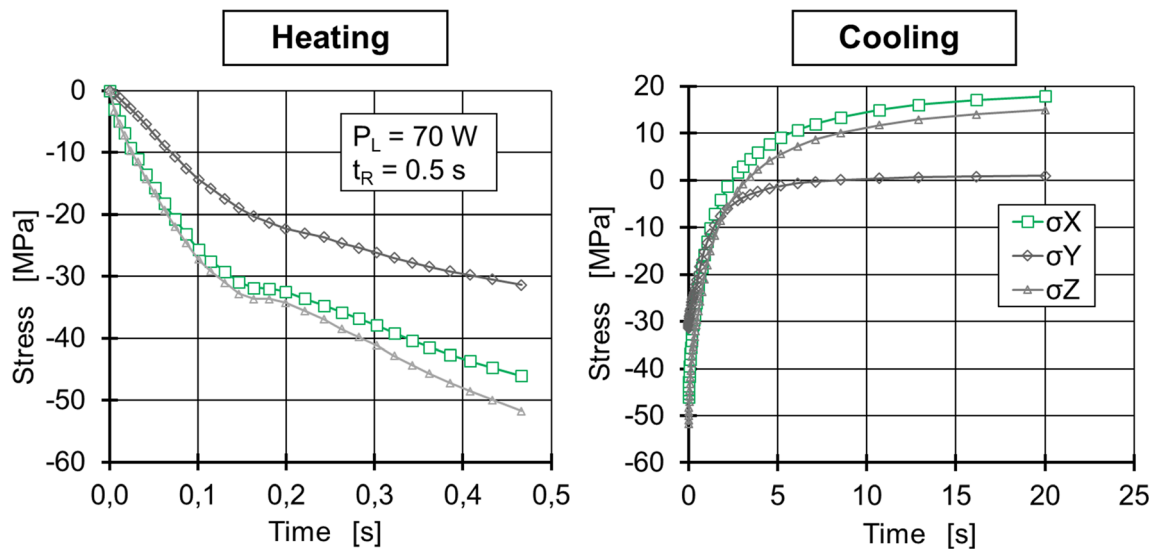 Heating
Cooling
0
-10
-20
-30
-40
-50
-60
Stress [MPa]
P_L = 70 W
t_R = 0.5 s
0,0 0,1 0,2 0,3 0,4 0,5
Time [s]
20
10
0
-10
-20
-30
-40
-50
-60
Stress [MPa]
σX
σY
σZ
0 5 10 15 20 25
Time [s]